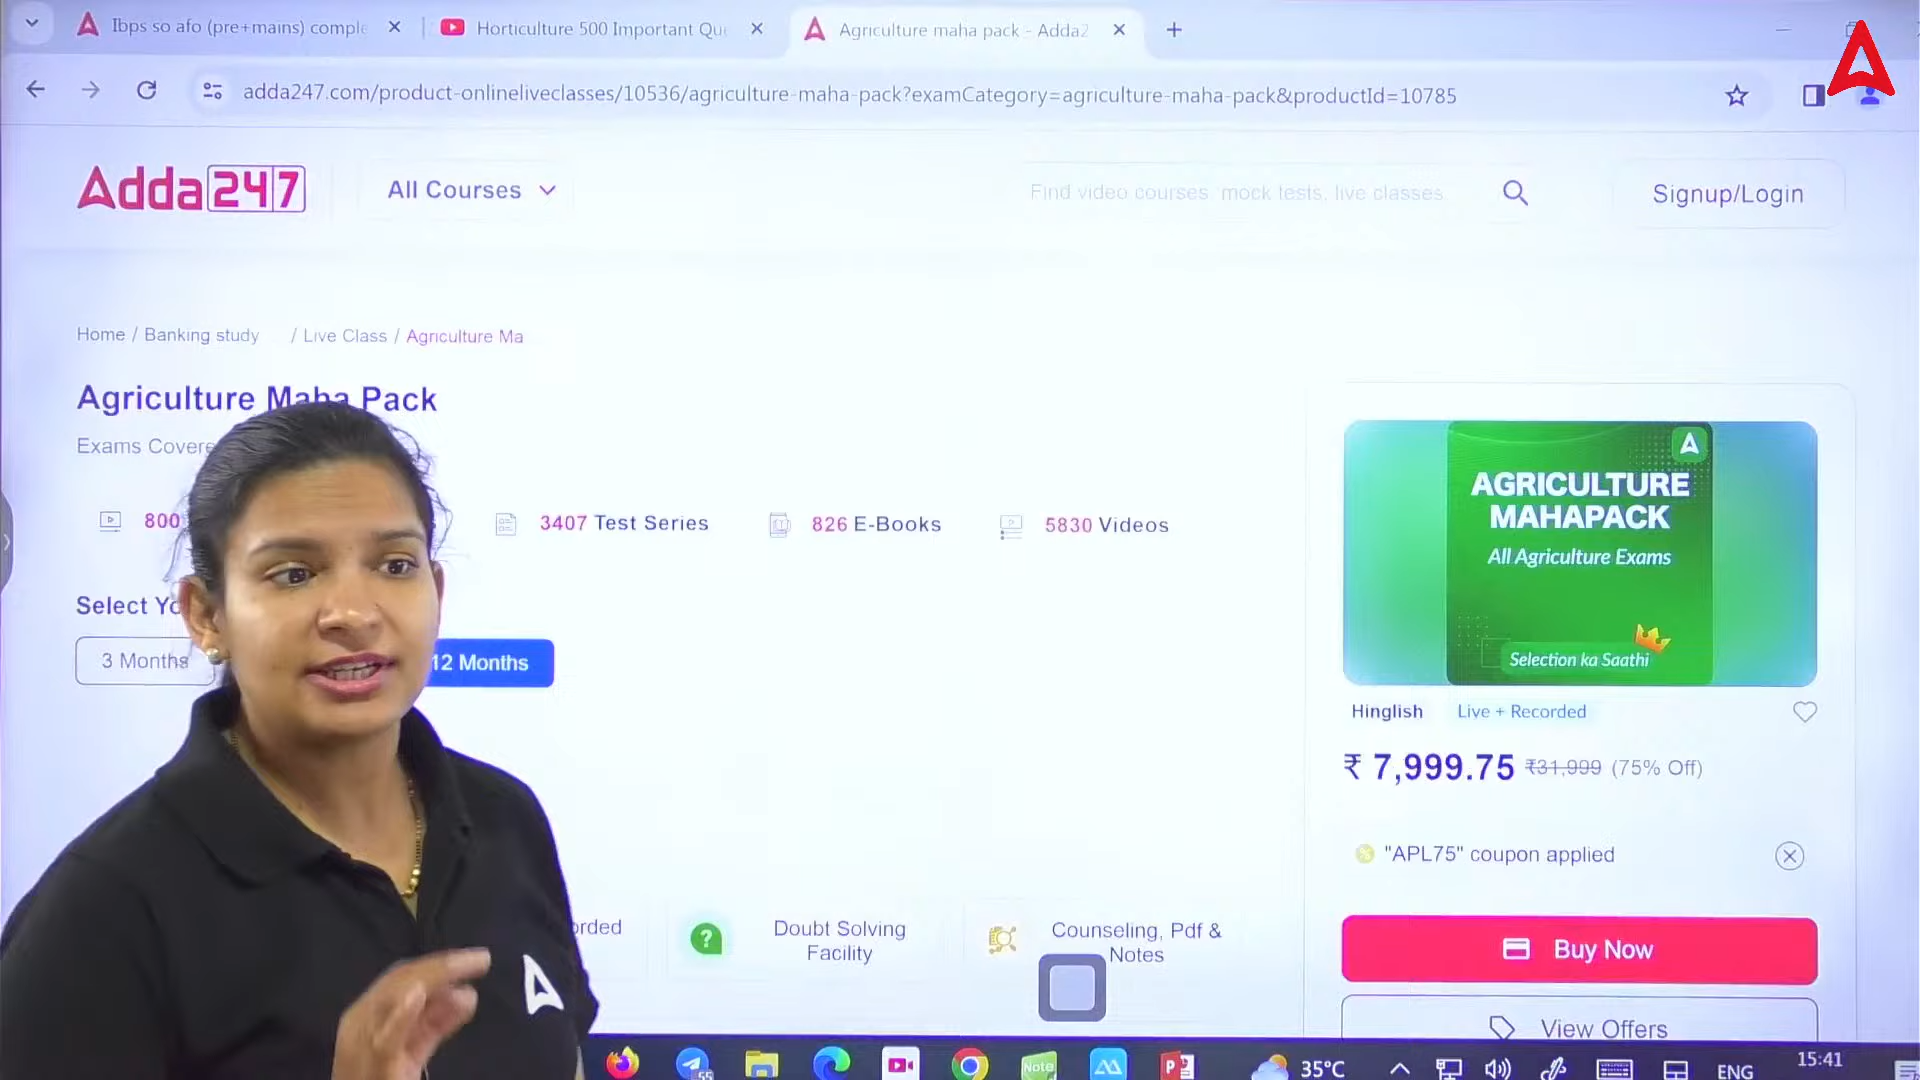 Ibps so afo (pre+mains) comple
Horticulture 500 Important Qu
Agriculture maha pack - Adda2
adda247.com/product-onlineliveclasses/10536/agriculture-maha-pack?examCategory=agriculture-maha-pack&productId=10785
Adda247
All Courses
Find video courses, mock tests, live classes
Signup/Login
Home / Banking study / Live Class / Agriculture Ma
Agriculture Maha Pack
Exams Covere
800
3407 Test Series
826 E-Books
5830 Videos
Select Yo
3 Months
12 Months
AGRICULTURE
MAHAPACK
All Agriculture Exams
Selection ka Saathi
Hinglish
Live + Recorded
₹ 7,999.75 ₹31,999 (75% Off)
"APL75" coupon applied
Buy Now
View Offers
orded
Doubt Solving
Facility
Counseling, Pdf &
Notes
55
Note
35°C
ENG
15:41